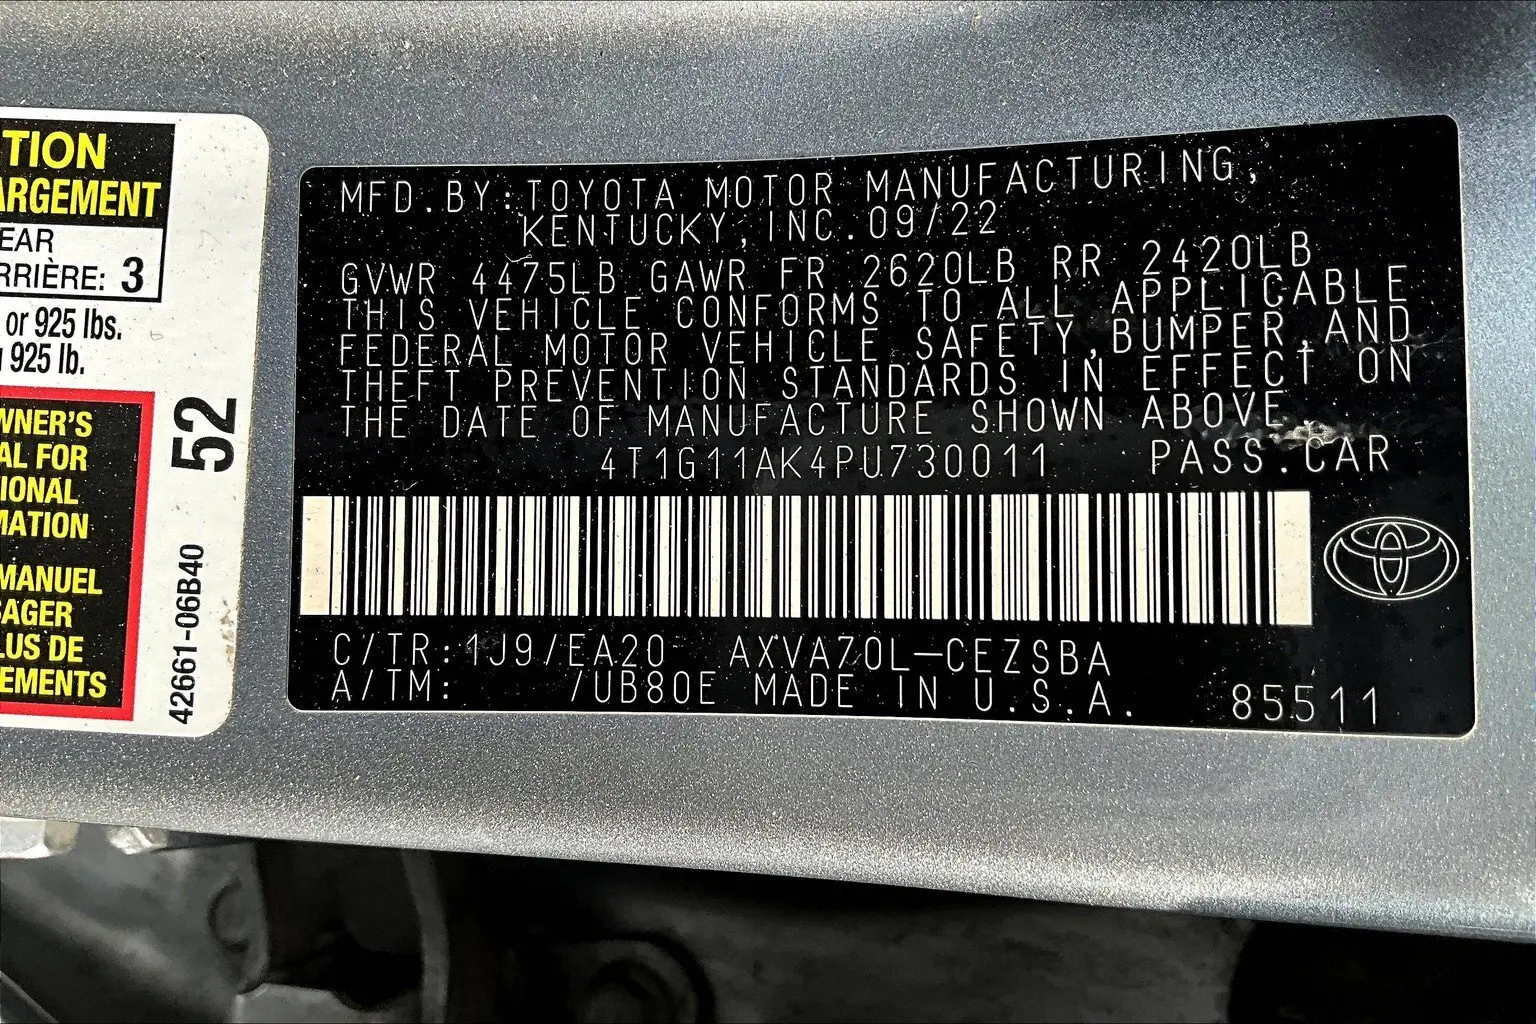 TION
ARGEMENT
EAR
RRIÈRE: 3
or 925 lbs.
925 lb.
WNER'S
AL FOR
IONAL
MATION
MANUEL
SAGER
LUS DE
EMENTS
52
42661-06B40
MFD.BY:TOYOTA MOTOR MANUFACTURING,
KENTUCKY,INC.09/22
GVWR 4475LB GAWR FR 2620LB RR 2420LB
THIS VEHICLE CONFORMS TO ALL APPLICABLE
FEDERAL MOTOR VEHICLE SAFETY,BUMPER,AND
THEFT PREVENTION STANDARDS IN EFFECT ON
THE DATE OF MANUFACTURE SHOWN ABOVE.
4T1G11AK4PU730011 PASS.CAR
C/TR:1J9/EA20 AXVA70L-CEZSBA
A/TM: /UB80E MADE IN U.S.A. 85511